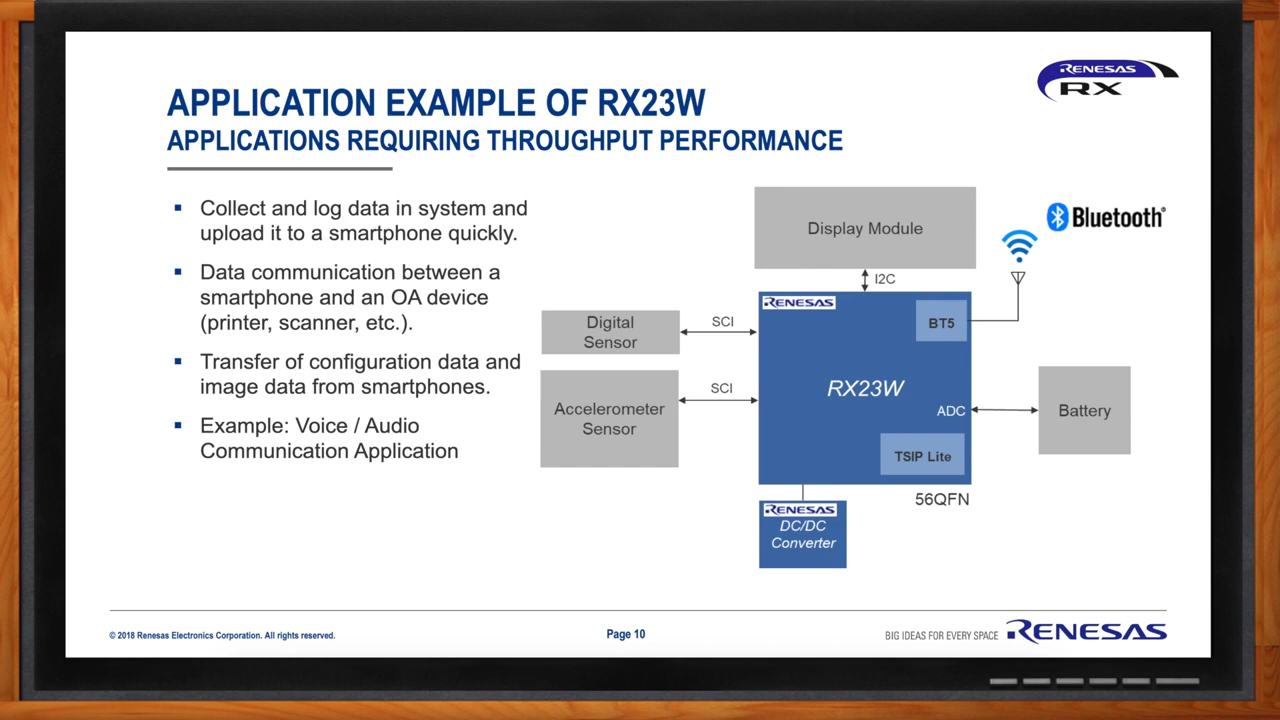 RENESAS
RX
APPLICATION EXAMPLE OF RX23W
APPLICATIONS REQUIRING THROUGHPUT PERFORMANCE
▪ Collect and log data in system and
upload it to a smartphone quickly.
▪ Data communication between a
smartphone and an OA device
(printer, scanner, etc.).
▪ Transfer of configuration data and
image data from smartphones.
▪ Example: Voice / Audio
Communication Application
Display Module
Bluetooth®
I2C
RENESAS
BT5
Digital
Sensor
SCI
RX23W
Accelerometer
Sensor
SCI
ADC
Battery
TSIP Lite
56QFN
RENESAS
DC/DC
Converter
© 2018 Renesas Electronics Corporation. All rights reserved.
Page 10
BIG IDEAS FOR EVERY SPACE
RENESAS